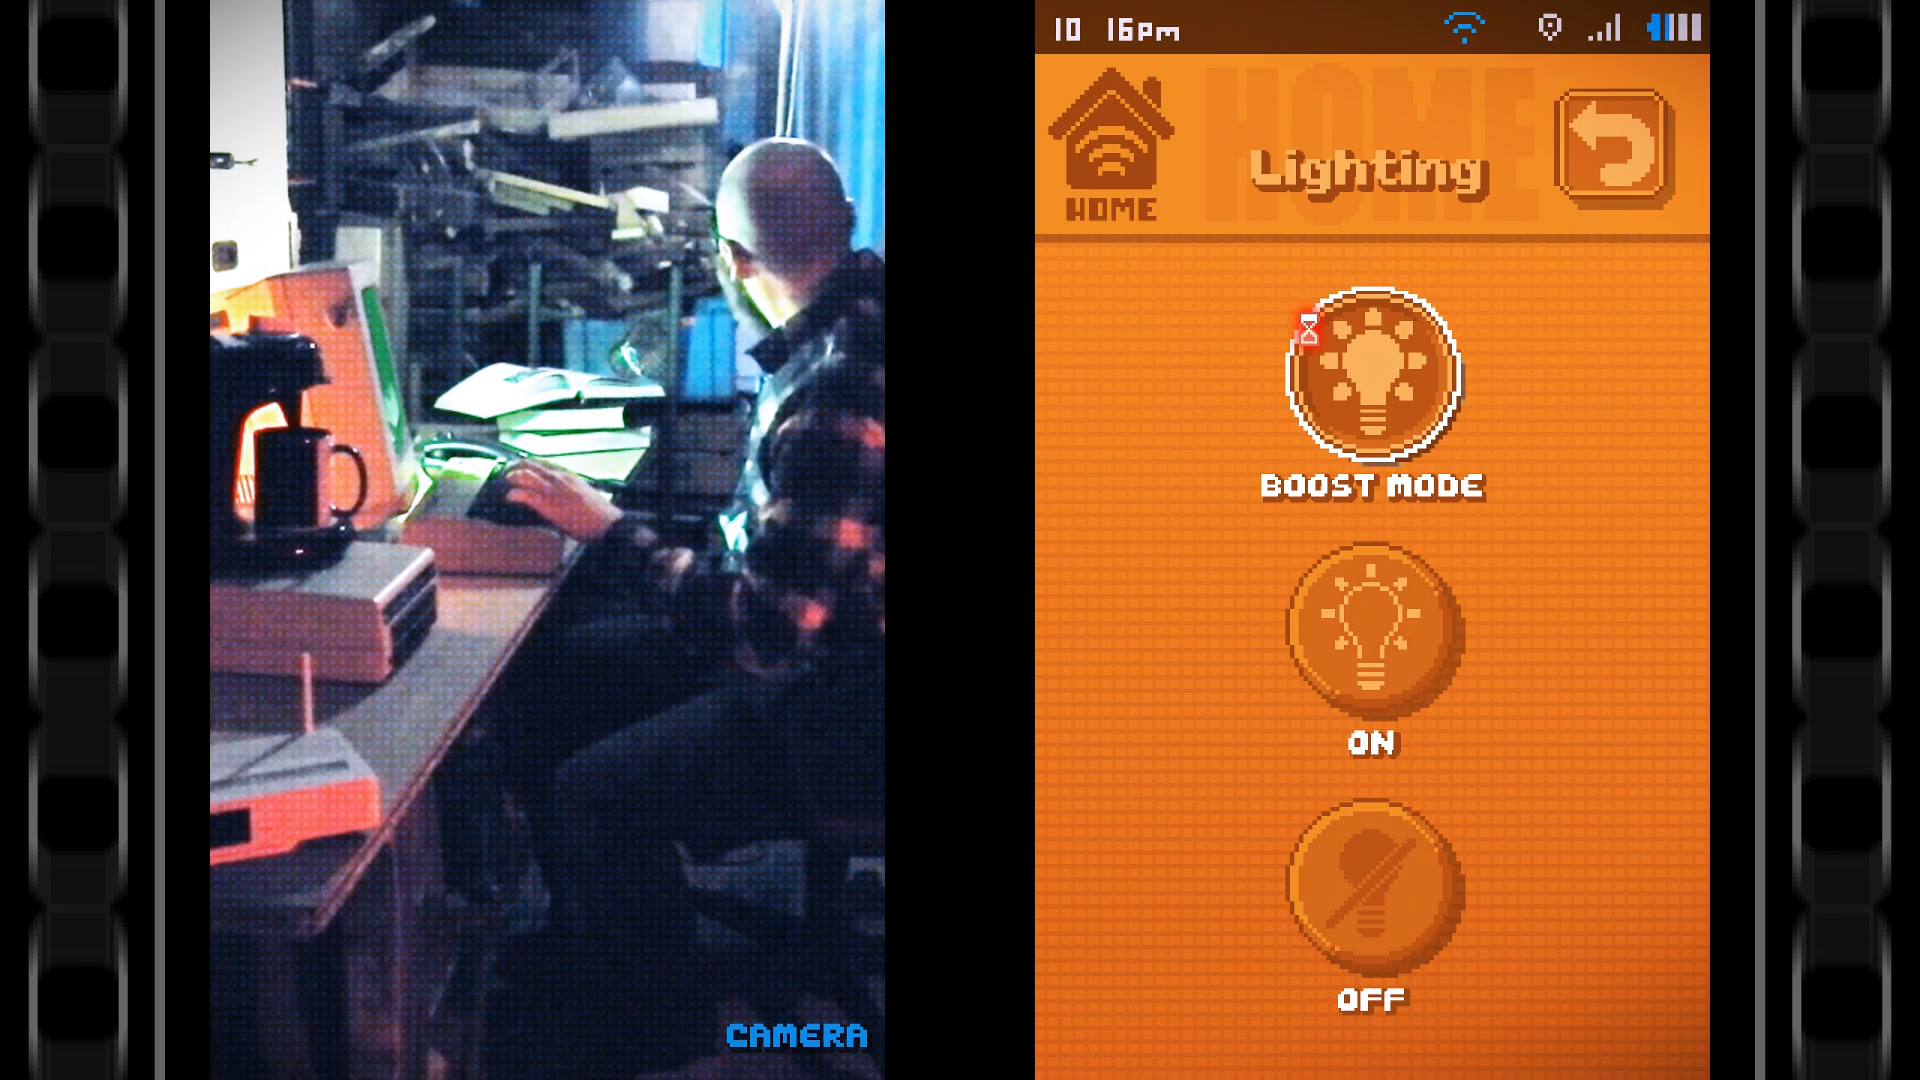 CAMERA
10 16pm
HOME
HOME
Lighting
BOOST MODE
ON
OFF